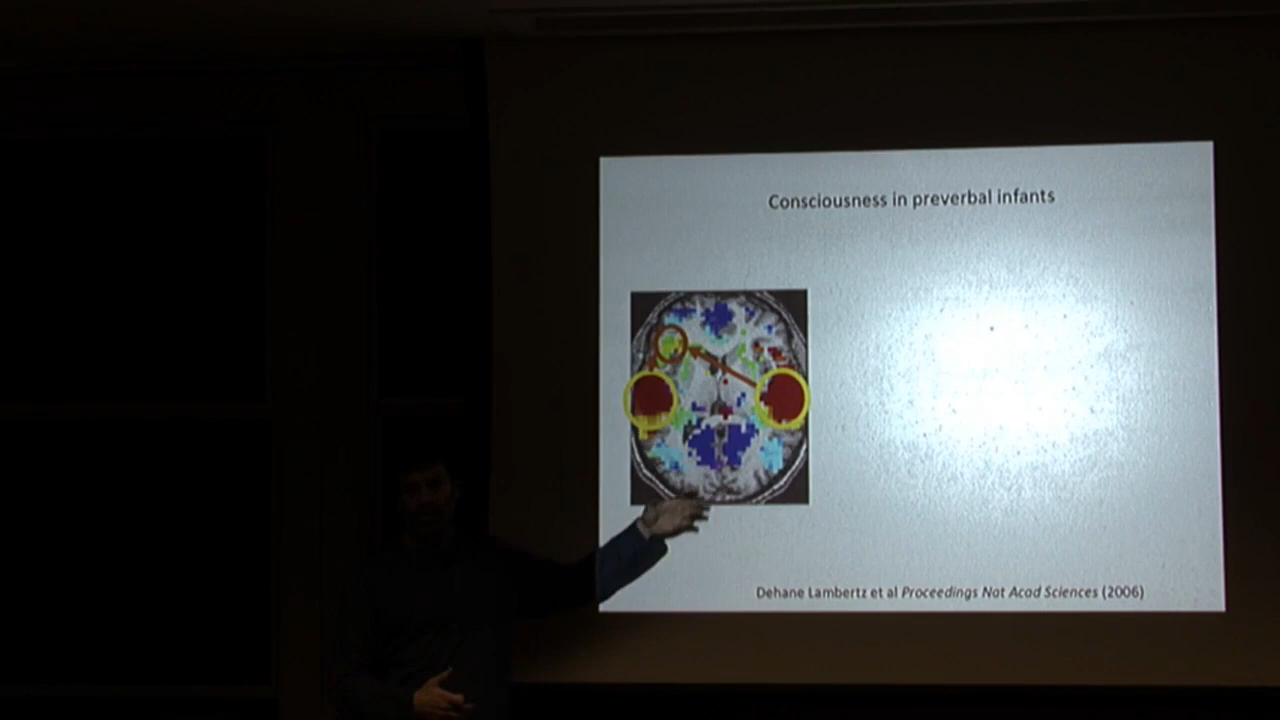 Consciousness in preverbal infants
Dehane Lambertz et al Proceedings Nat Acad Sciences (2006)